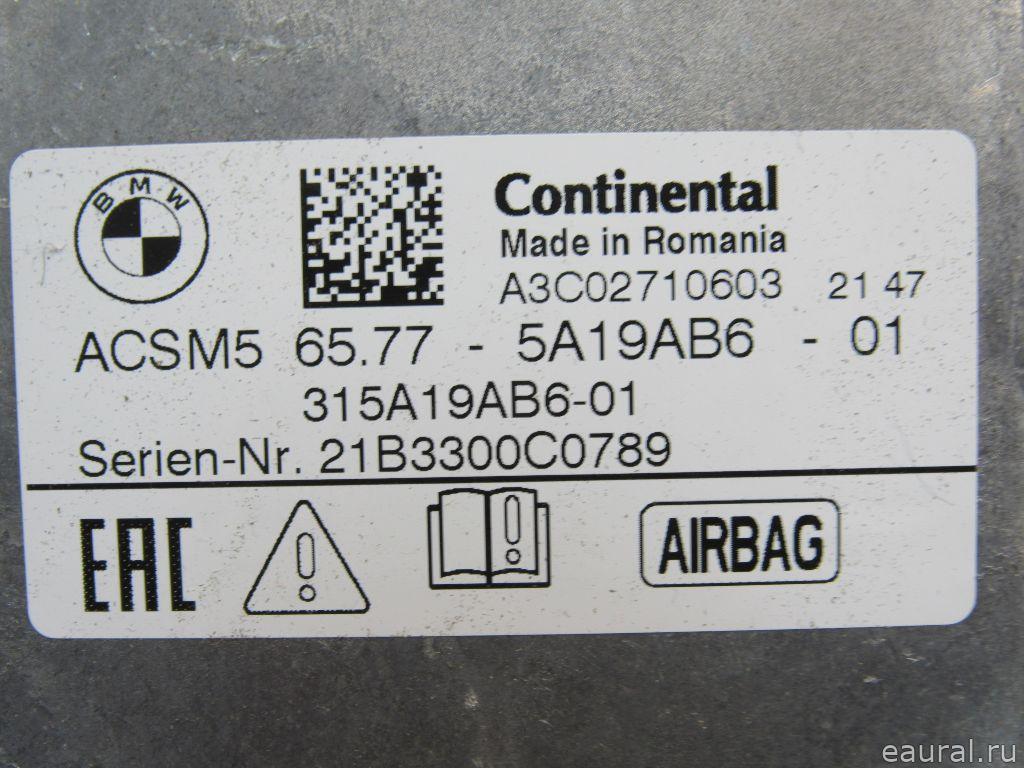 BMW
Continental
Made in Romania
A3C02710603 21 47
ACSM5 65.77 - 5A19AB6 - 01
315A19AB6-01
Serien-Nr. 21B3300C0789
EAC
AIRBAG
eaural.ru